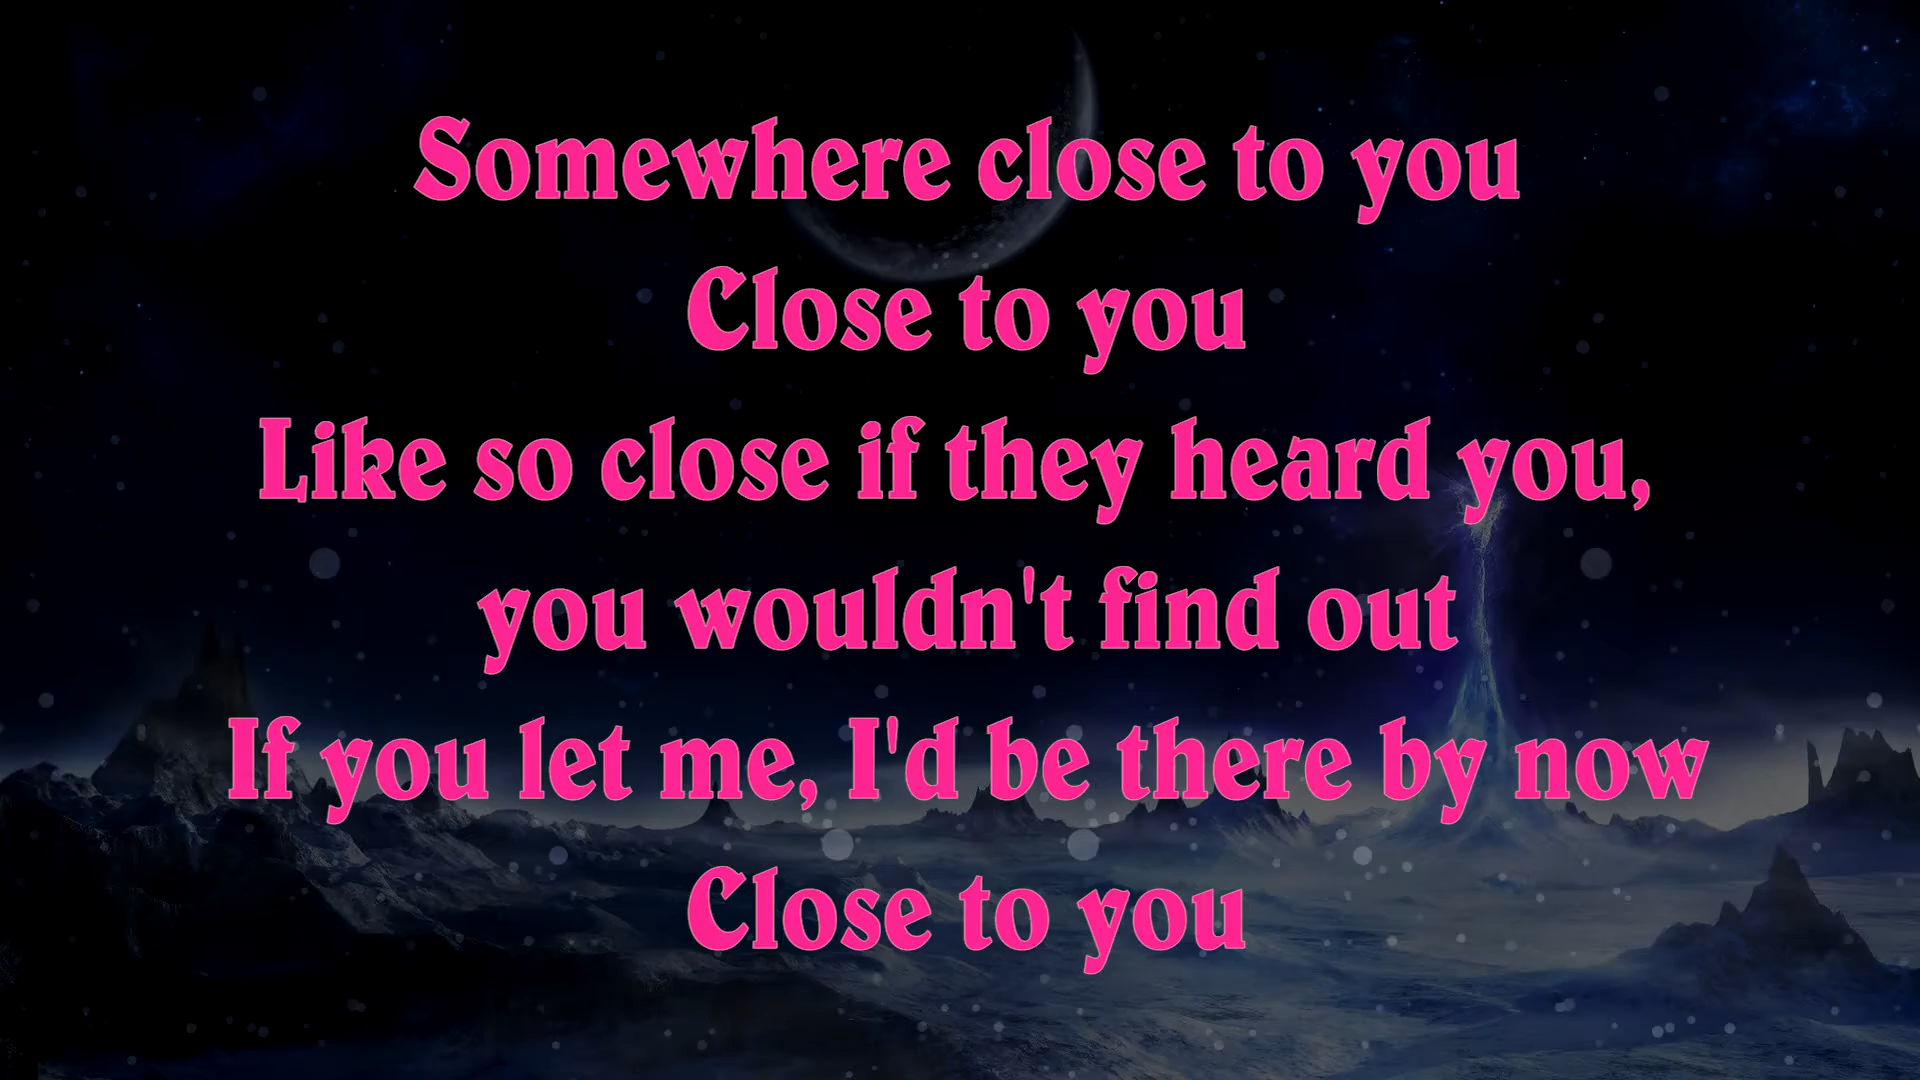 Somewhere close to you
Close to you
Like so close if they heard you,
you wouldn't find out
If you let me, I'd be there by now
Close to you